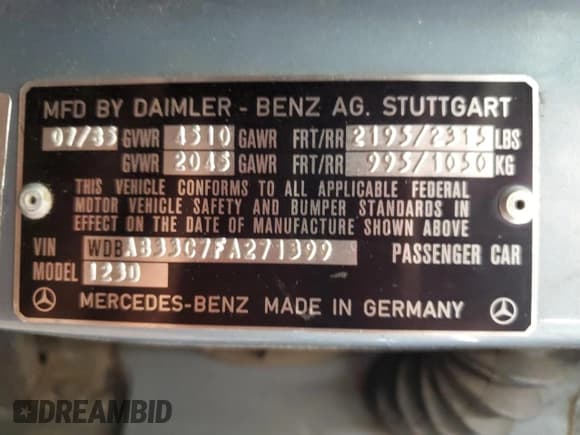 MFD BY DAIMLER - BENZ AG. STUTTGART
07/85 GVWR 4510 GAWR FRT/RR 2195/2315 LBS
GVWR 2045 GAWR FRT/RR 995/1050 KG
THIS VEHICLE CONFORMS TO ALL APPLICABLE FEDERAL
MOTOR VEHICLE SAFETY AND BUMPER STANDARDS IN
EFFECT ON THE DATE OF MANUFACTURE SHOWN ABOVE
VIN WDBAB33C7FA271399 PASSENGER CAR
MODEL 123D
MERCEDES-BENZ MADE IN GERMANY
DREAMBID